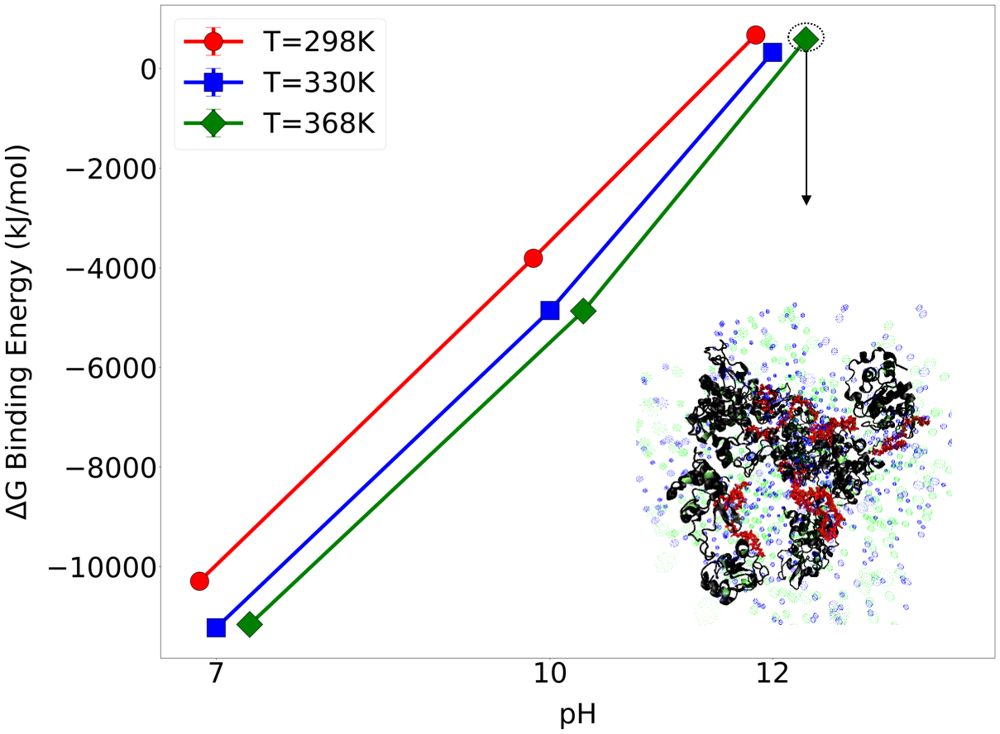 T=298K
T=330K
T=368K
0
−2000
−4000
−6000
−8000
−10000
ΔG Binding Energy (kJ/mol)
7 10 12
pH